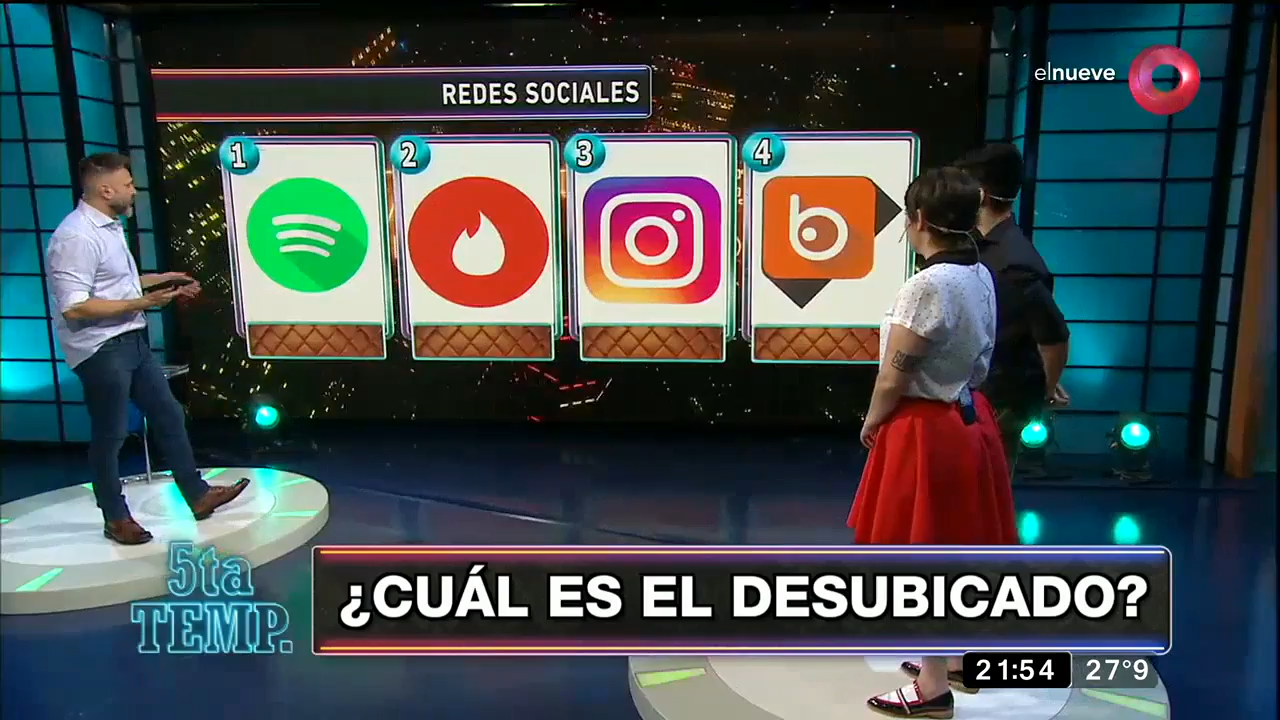 elnueve
REDES SOCIALES
1
2
3
4
b
5ta
TEMP.
¿CUÁL ES EL DESUBICADO?
21:54
27°9